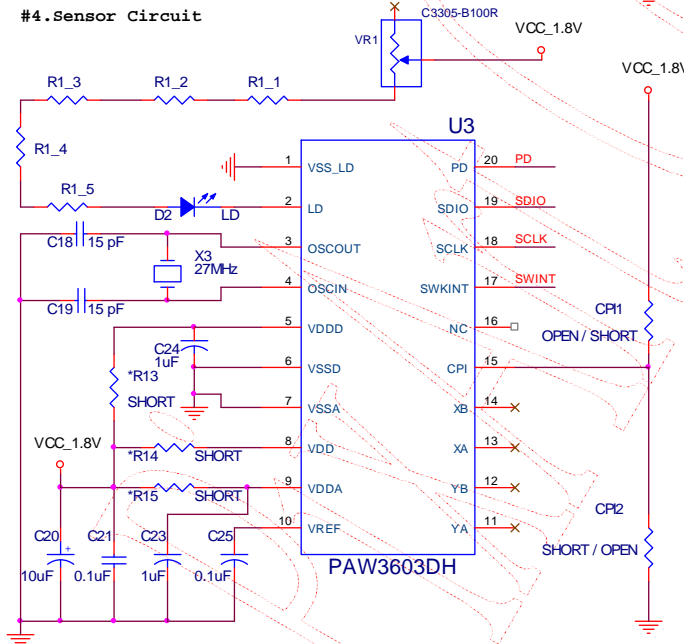 #4.Sensor Circuit
C3305-B100R
VR1
VCC_1.8V
VCC_1.8V
R1_3
R1_2
R1_1
R1_4
R1_5
D2
LD
U3
1
VSS_LD
PD
20
PD
2
LD
SDIO
19
SDIO
C18
15 pF
X3
27MHz
3
OSCOUT
SCLK
18
SCLK
C19
15 pF
4
OSCIN
SWKINT
17
SWINT
5
VDDD
NC
16
CPI1
OPEN / SHORT
C24
1uF
*R13
SHORT
6
VSSD
CPI
15
7
VSSA
XB
14
VCC_1.8V
*R14
SHORT
8
VDD
XA
13
*R15
SHORT
9
VDDA
YB
12
10
VREF
YA
11
CPI2
SHORT / OPEN
C20
+
10uF
C21
0.1uF
C23
1uF
C25
0.1uF
PAW3603DH